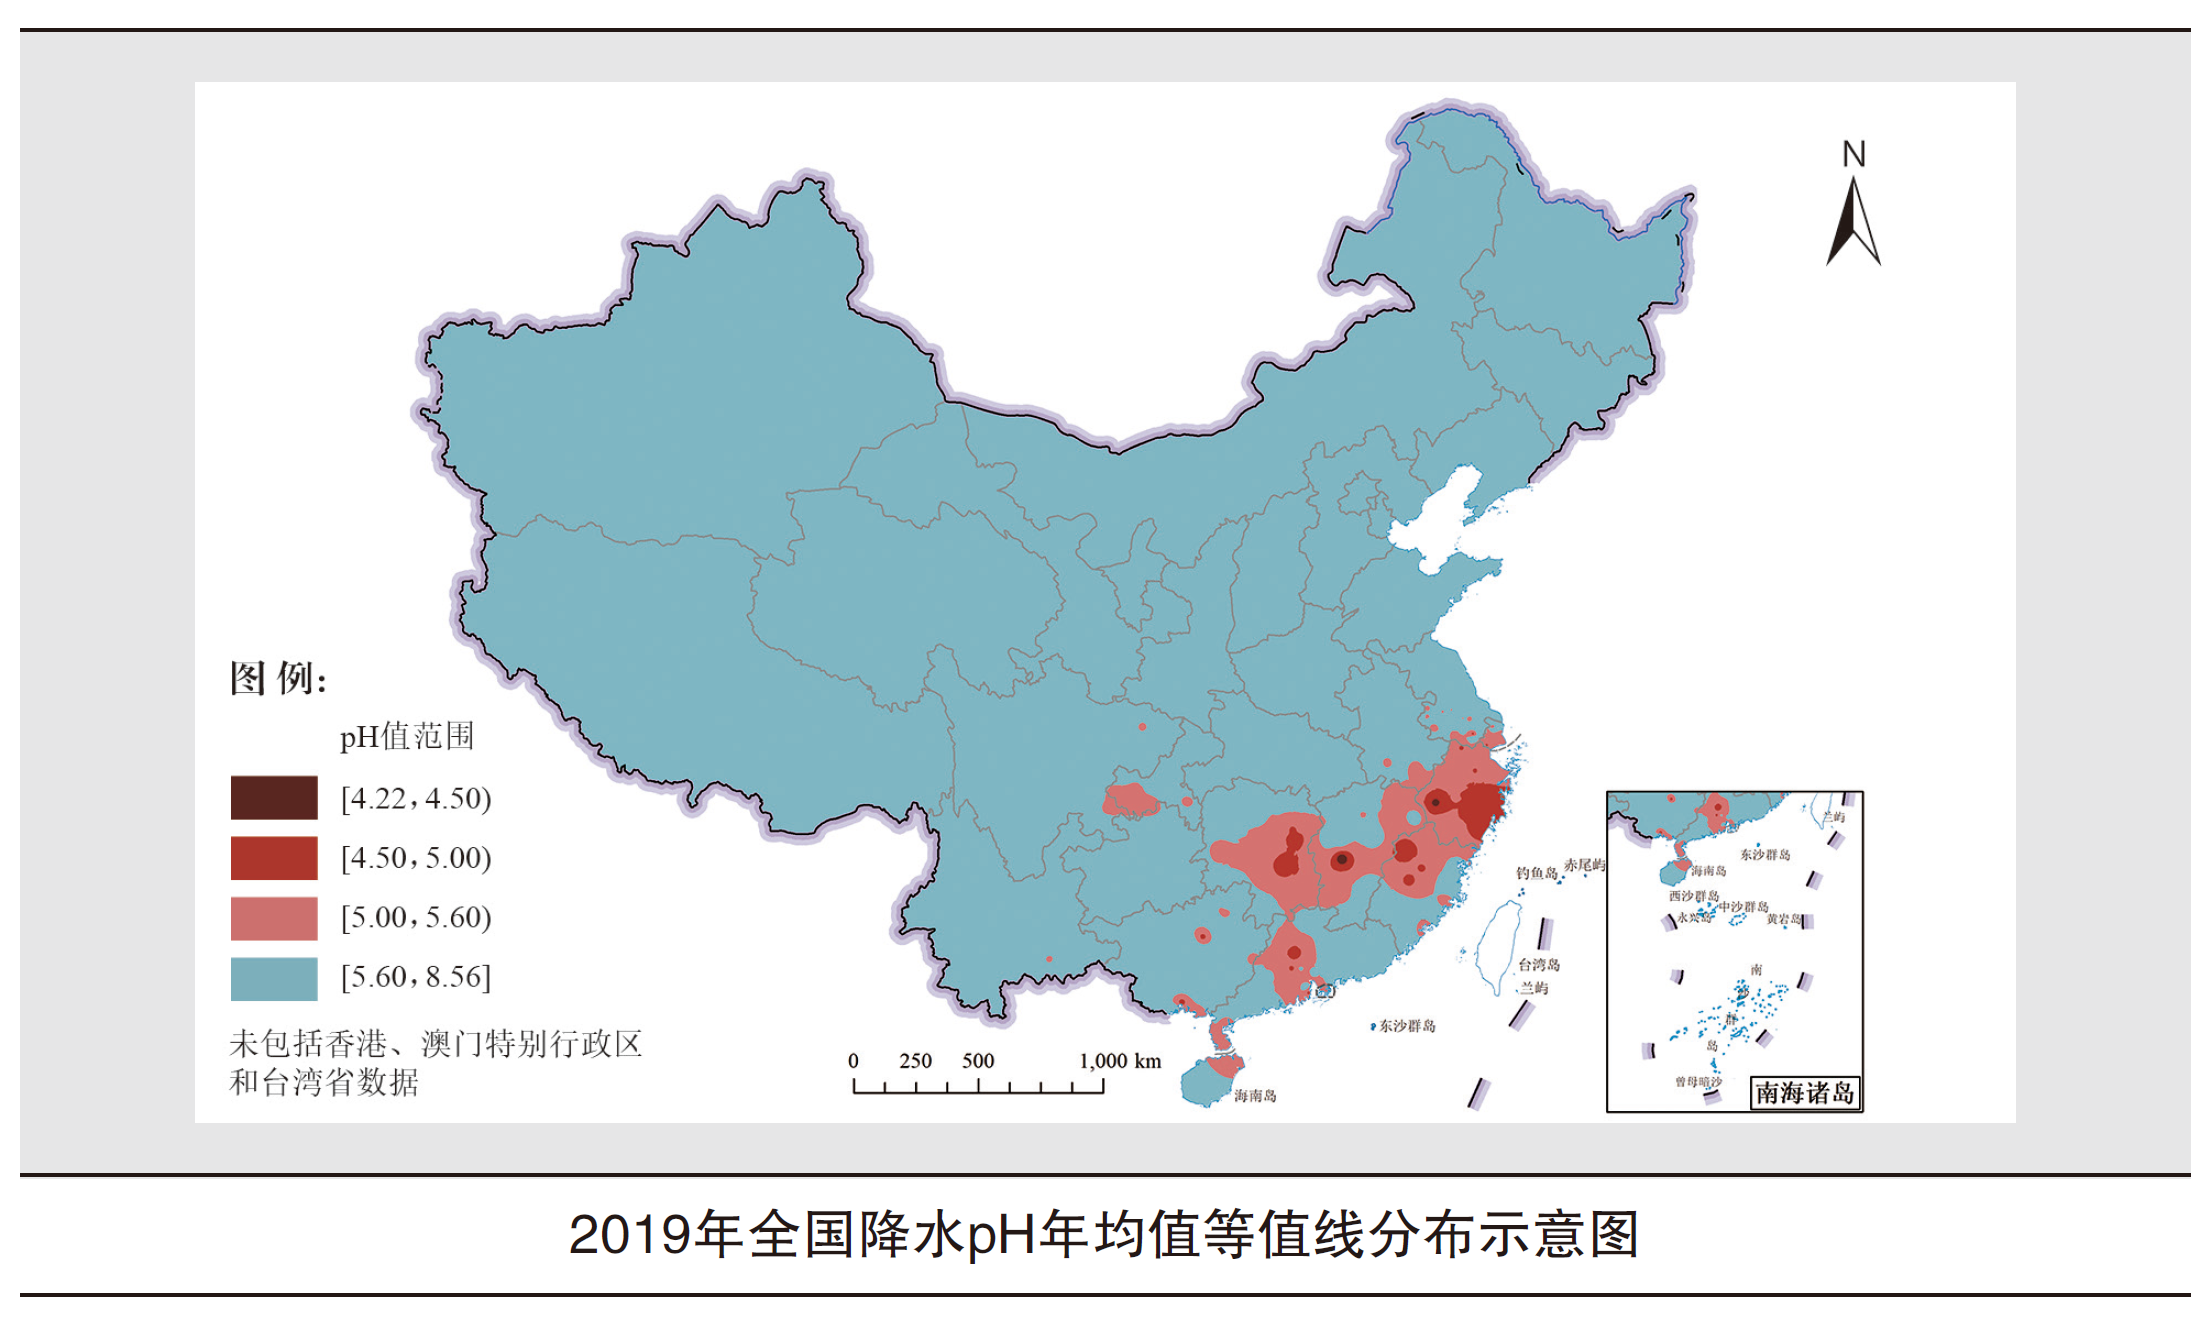 N
图 例:
pH值范围
[4.22, 4.50)
[4.50, 5.00)
[5.00, 5.60)
[5.60, 8.56]
未包括香港、澳门特别行政区
和台湾省数据
0 250 500 1,000 km
钓鱼岛
赤尾屿
台湾岛
兰屿
东沙群岛
海南岛
兰屿
东沙群岛
海南岛
西沙群岛
中沙群岛
永兴岛
黄岩岛
南
沙
群
岛
曾母暗沙
南海诸岛
2019年全国降水pH年均值等值线分布示意图